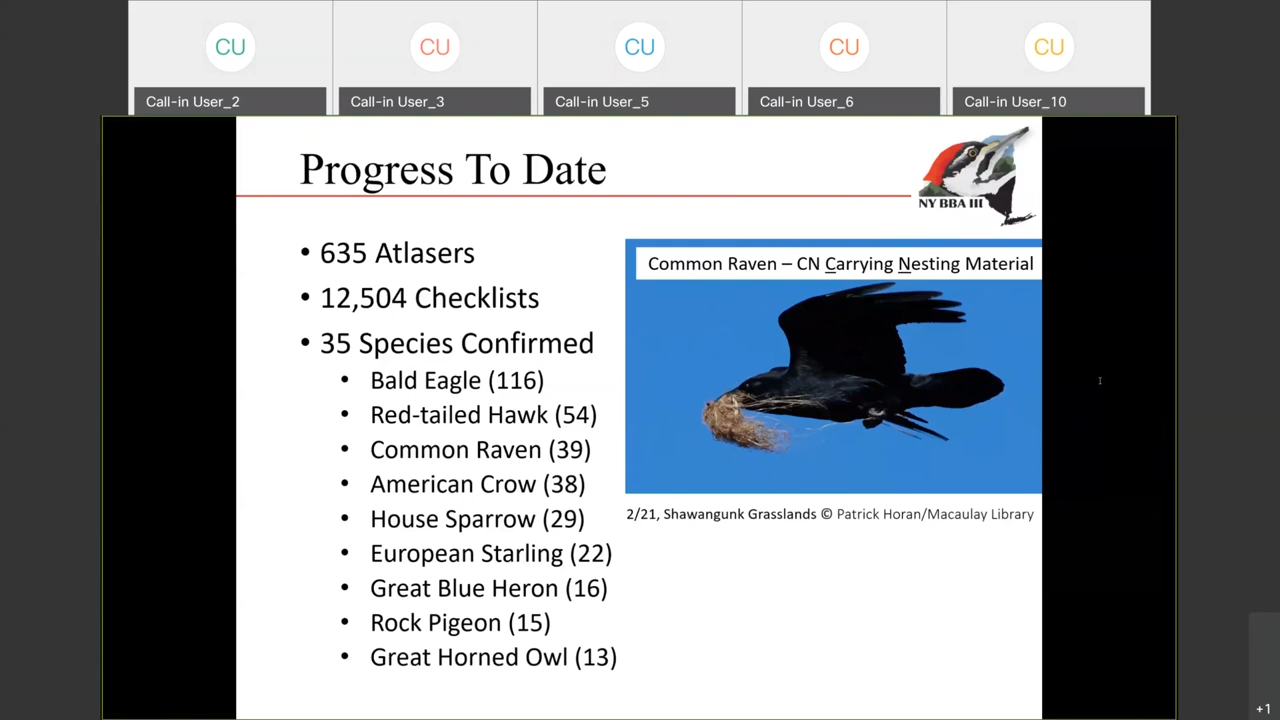 CU
CU
CU
CU
CU
Call-in User_2
Call-in User_3
Call-in User_5
Call-in User_6
Call-in User_10
Progress To Date
NY BBA III
• 635 Atlasers
• 12,504 Checklists
• 35 Species Confirmed
• Bald Eagle (116)
• Red-tailed Hawk (54)
• Common Raven (39)
• American Crow (38)
• House Sparrow (29)
• European Starling (22)
• Great Blue Heron (16)
• Rock Pigeon (15)
• Great Horned Owl (13)
Common Raven – CN Carrying Nesting Material
2/21, Shawangunk Grasslands © Patrick Horan/Macaulay Library
+1